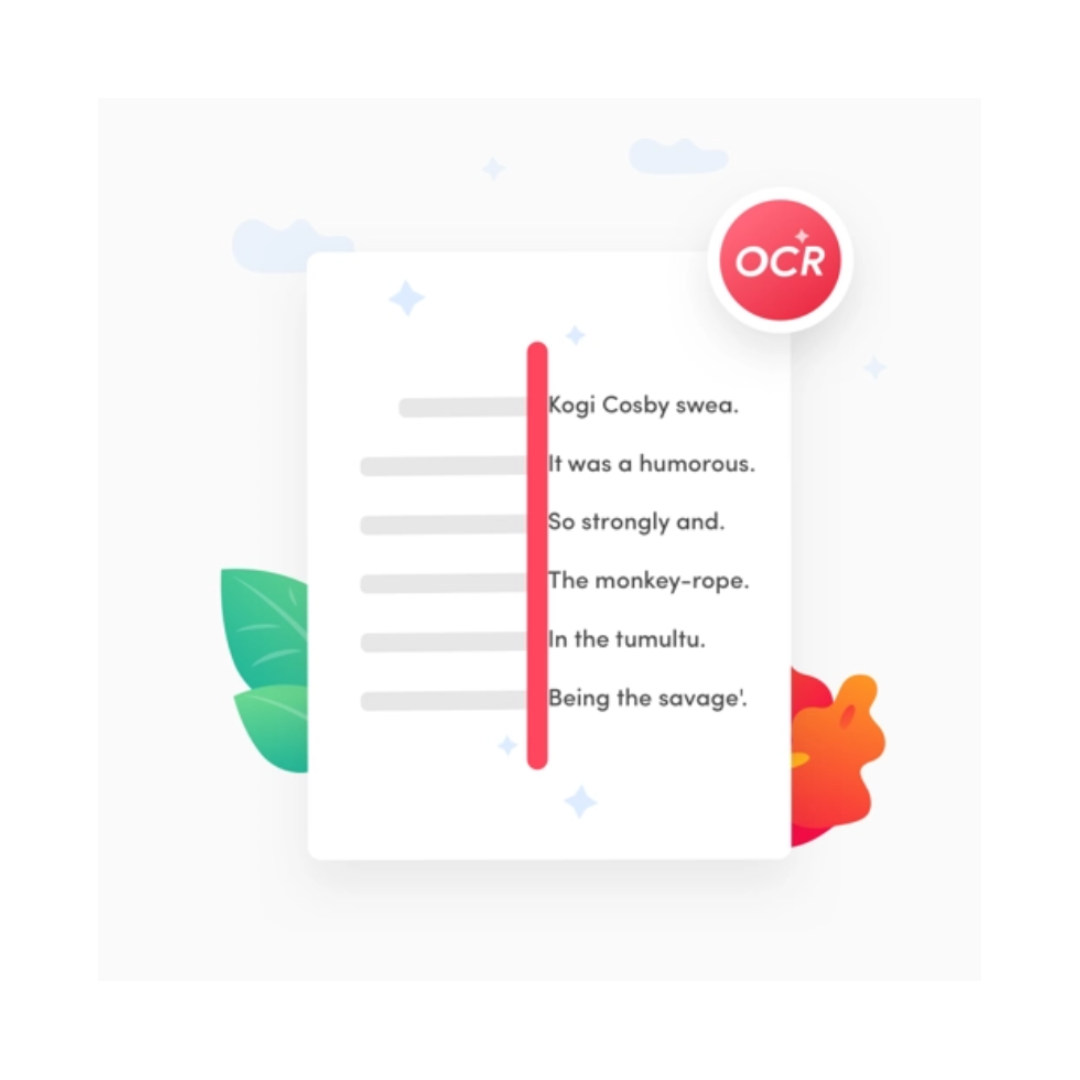 OCR
Kogi Cosby swea.
It was a humorous.
So strongly and.
The monkey-rope.
In the tumultu.
Being the savage'.